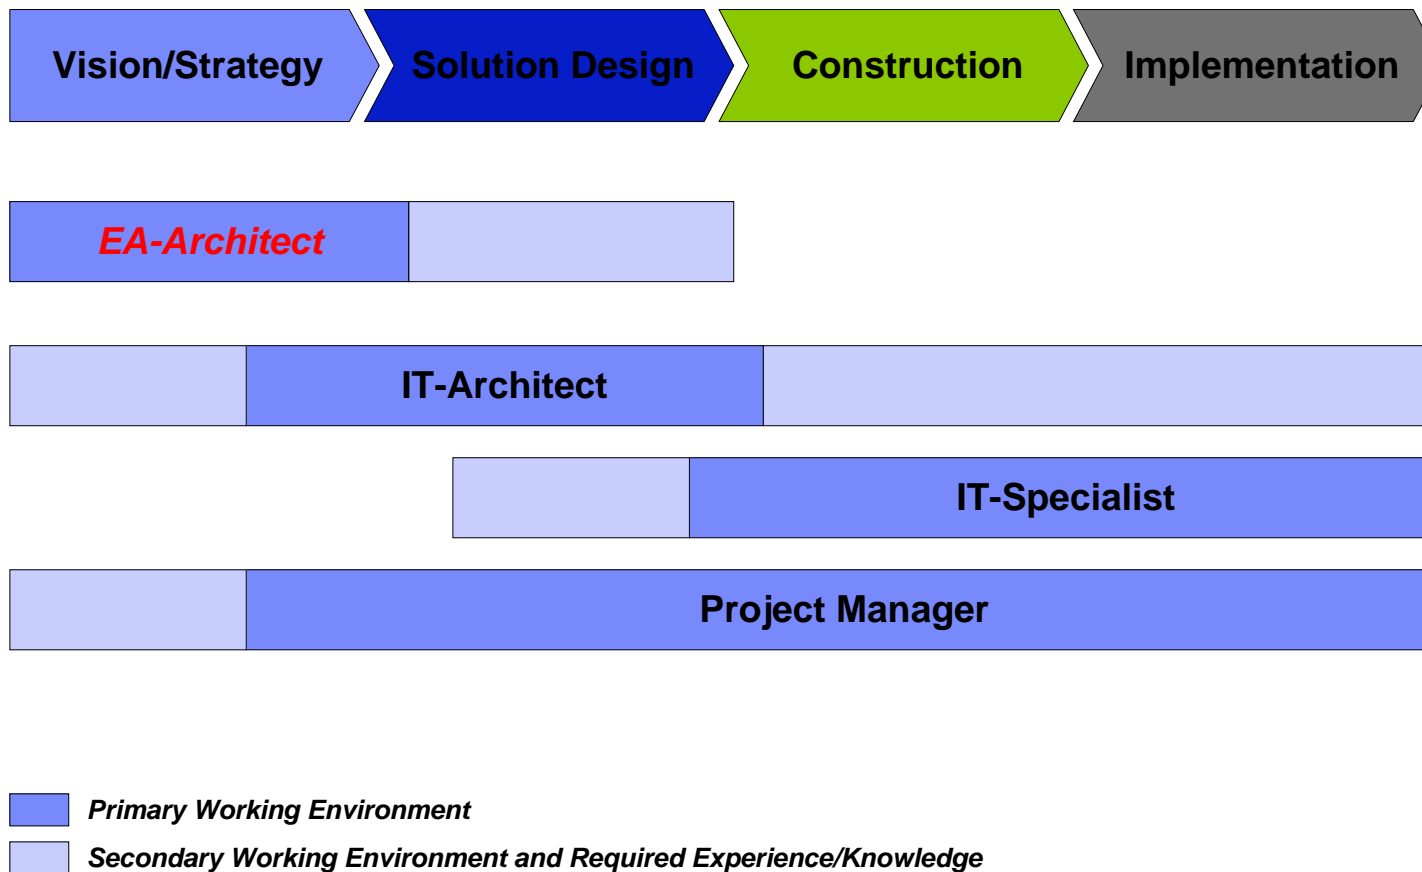 Vision/Strategy
Solution Design
Construction
Implementation
EA-Architect
IT-Architect
IT-Specialist
Project Manager
Primary Working Environment
Secondary Working Environment and Required Experience/Knowledge